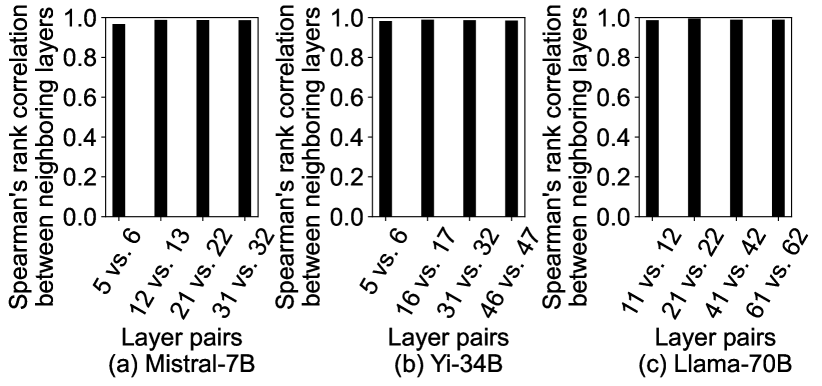 Spearman's rank correlation
between neighboring layers
1.0
0.8
0.6
0.4
0.2
0.0
5 vs. 6
12 vs. 13
21 vs. 22
31 vs. 32
Layer pairs
(a) Mistral-7B
Spearman's rank correlation
between neighboring layers
1.0
0.8
0.6
0.4
0.2
0.0
5 vs. 6
16 vs. 17
31 vs. 32
46 vs. 47
Layer pairs
(b) Yi-34B
Spearman's rank correlation
between neighboring layers
1.0
0.8
0.6
0.4
0.2
0.0
11 vs. 12
21 vs. 22
41 vs. 42
61 vs. 62
Layer pairs
(c) Llama-70B